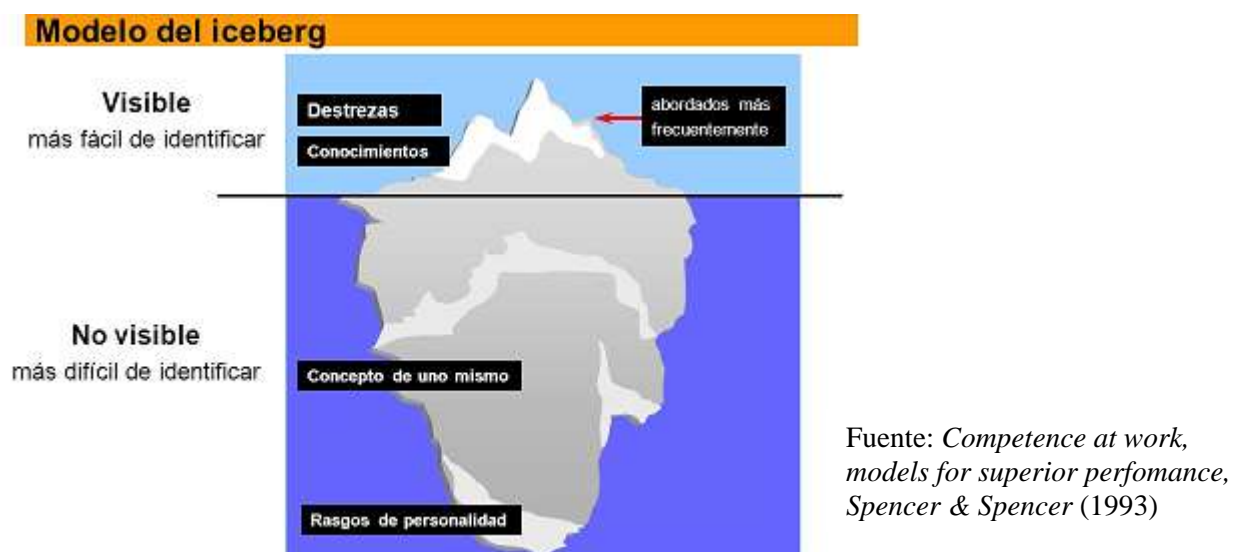 Modelo del iceberg
Visible
más fácil de identificar
Destrezas
Conocimientos
abordados más
frecuentemente
No visible
más difícil de identificar
Concepto de uno mismo
Rasgos de personalidad
Fuente: Competence at work,
models for superior perfomance,
Spencer & Spencer (1993)